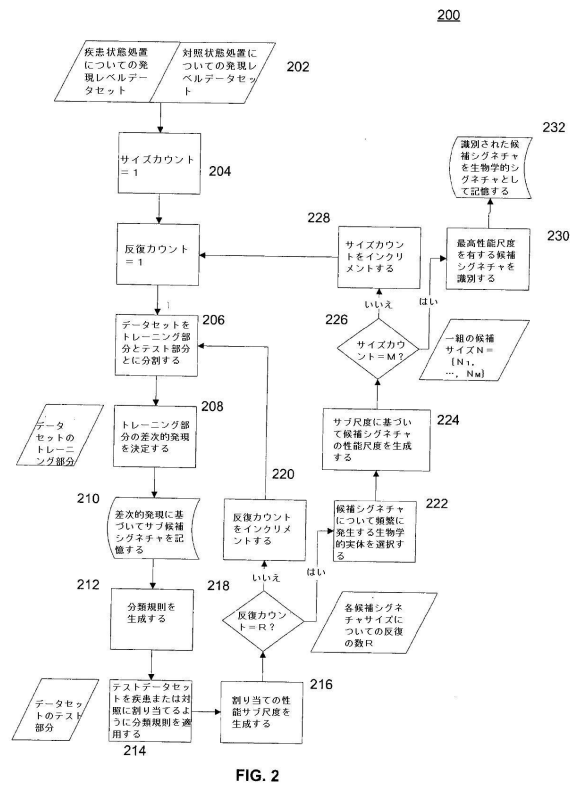 200
疾患状態処置
についての発
現レベルデータ
セット
対照状態処置に
ついての発現レ
ベルデータセッ
ト
202
サイズカウント
＝1
204
反復カウント
＝1
データセットを
トレーニング部
分とテスト部分
とに分割する
206
データ
セットの
トレーニ
ング部分
トレーニング部
分の差次的発現
を決定する
208
210
差次的発現に基
づいてサブ候補
シグネチャを記
憶する
212
分類規則を
生成する
データセッ
トのテスト
部分
テストデータセッ
トを疾患または対
照に割り当てるよ
うに分類規則を適
用する
214
割り当ての性
能サブ尺度を
生成する
216
218
反復カウント
＝R？
いいえ
はい
各候補シグネ
チャサイズに
ついての反復
の数R
220
反復カウント
をインクリメ
ントする
候補シグネチャ
について頻繁に
発生する生物学
的実体を選択す
る
222
サブ尺度に基づい
て候補シグネチャ
の性能尺度を生成
する
224
226
サイズカウン
ト＝M？
いいえ
はい
一組の候補
サイズN＝
{N1,
…, NM}
228
サイズカウン
トをインクリ
メントする
最高性能尺度
を有する候補
シグネチャを
識別する
230
232
識別された候
補シグネチャ
を生物学的シ
グネチャとし
て記憶する
FIG. 2